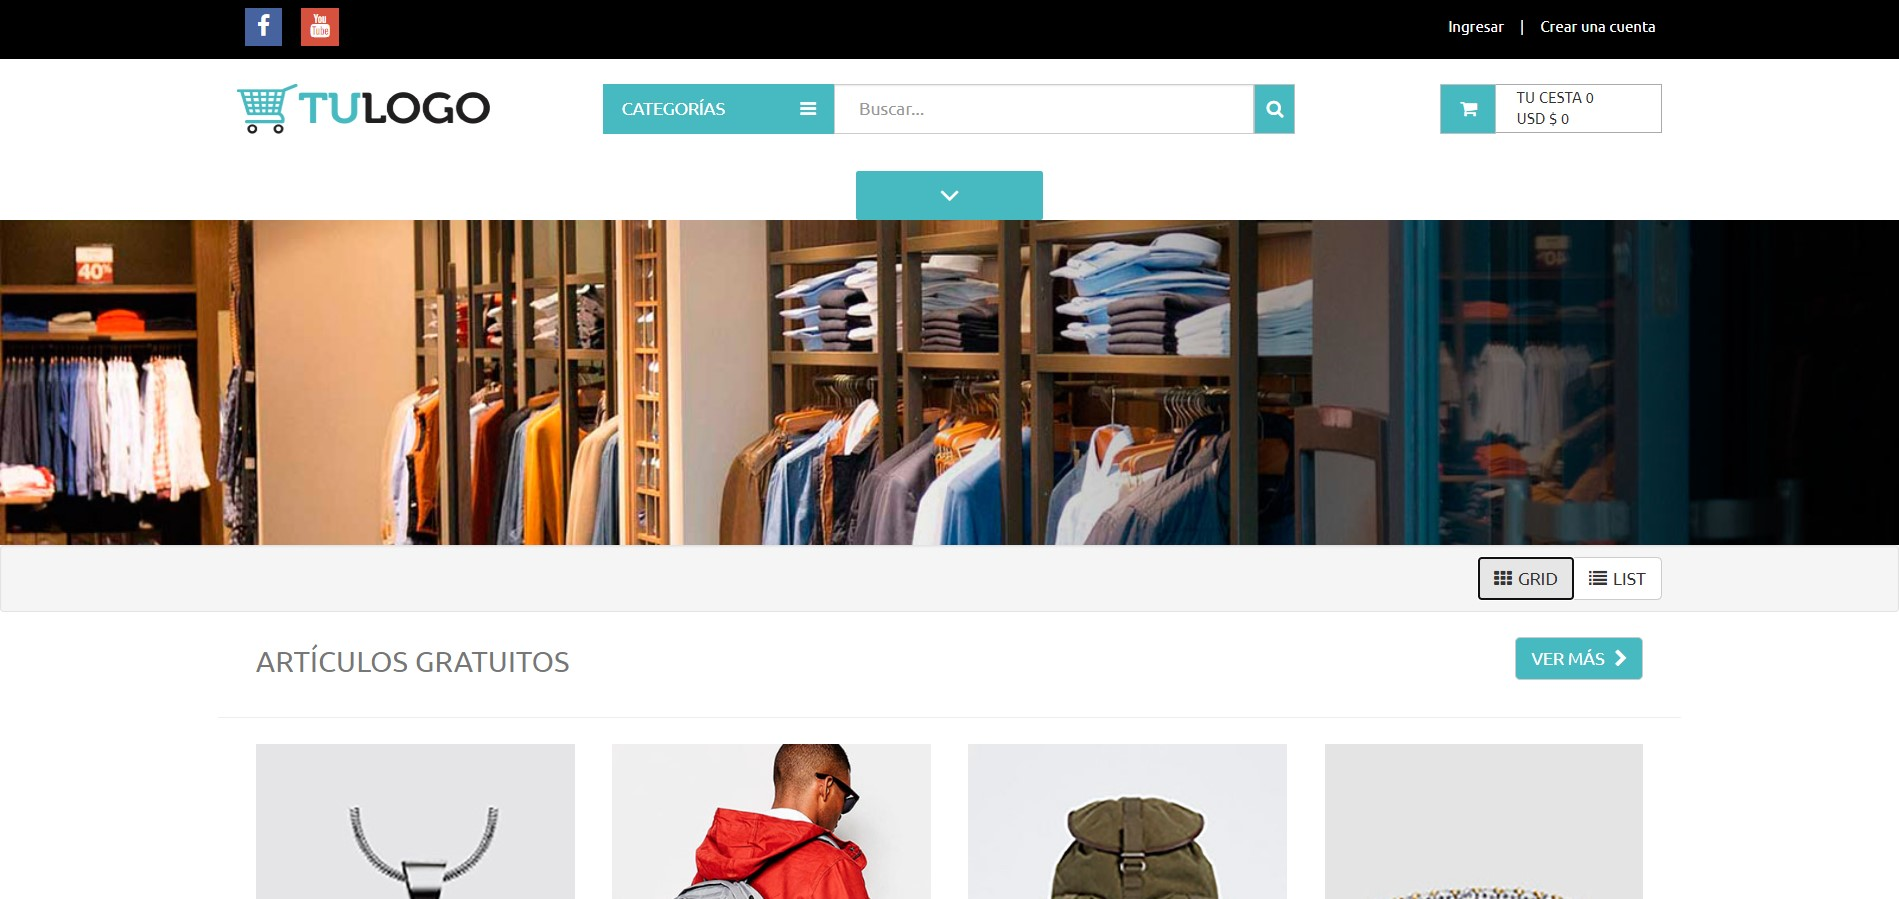 You Tube
Ingresar | Crear una cuenta
TULOGO
CATEGORÍAS
Buscar...
TU CESTA 0
USD $ 0
40%
GRID
LIST
ARTÍCULOS GRATUITOS
VER MÁS